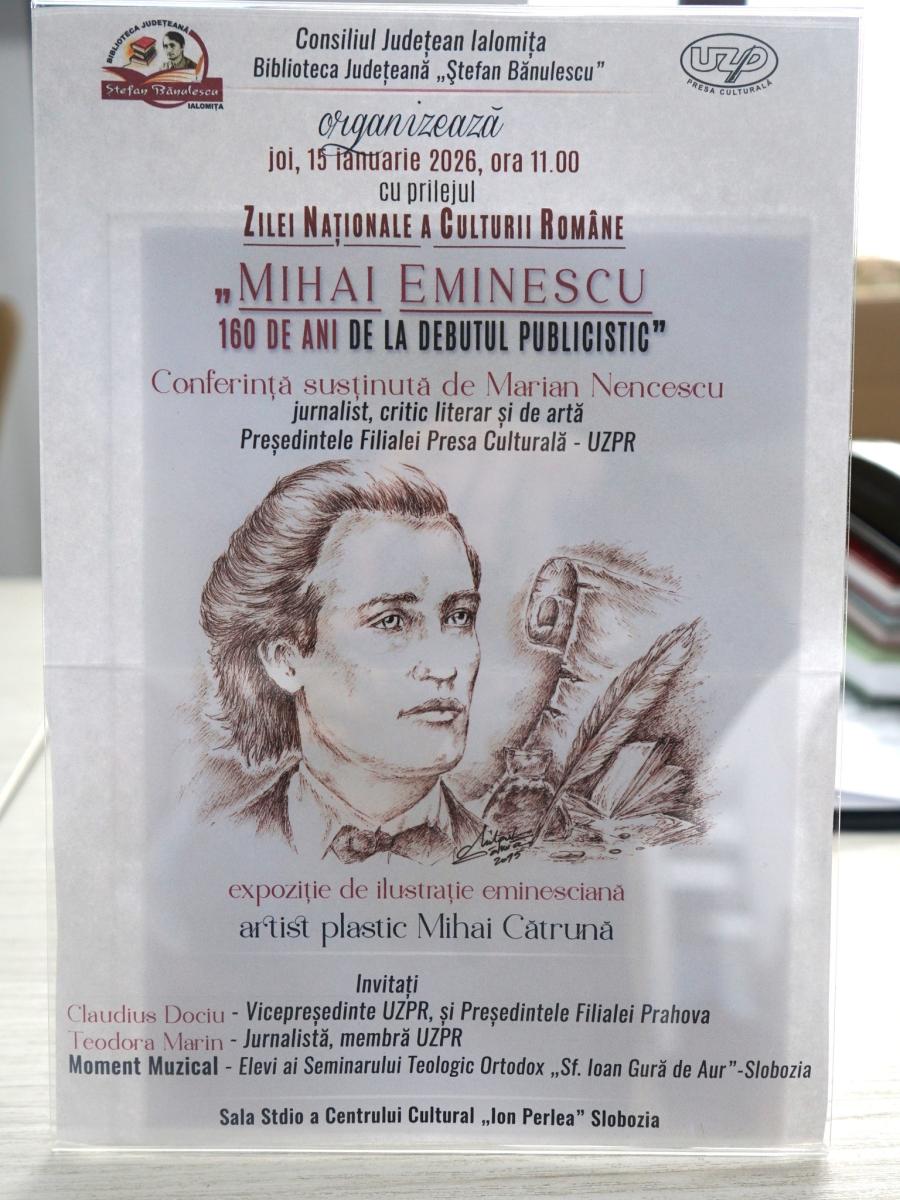 BIBLIOTECA JUDEȚEANĂ
Ștefan Bănulescu
IALOMIȚA
Consiliul Județean Ialomița
Biblioteca Județeană „Ştefan Bănulescu”
UZP
PRESA CULTURALĂ
organizează
joi, 15 ianuarie 2026, ora 11.00
cu prilejul
ZILEI NAȚIONALE A CULTURII ROMÂNE
„MIHAI EMINESCU
160 DE ANI DE LA DEBUTUL PUBLICISTIC”
Conferință susținută de Marian Nencescu
jurnalist, critic literar și de artă
Președintele Filialei Presa Culturală - UZPR
2015
expoziție de ilustrație eminesciană
artist plastic Mihai Cătrună
Invitați
Claudius Dociu - Vicepreședinte UZPR, și Președintele Filialei Prahova
Teodora Marin - Jurnalistă, membră UZPR
Moment Muzical - Elevi ai Seminarului Teologic Ortodox „Sf. Ioan Gură de Aur”-Slobozia
Sala Stdio a Centrului Cultural „Ion Perlea” Slobozia